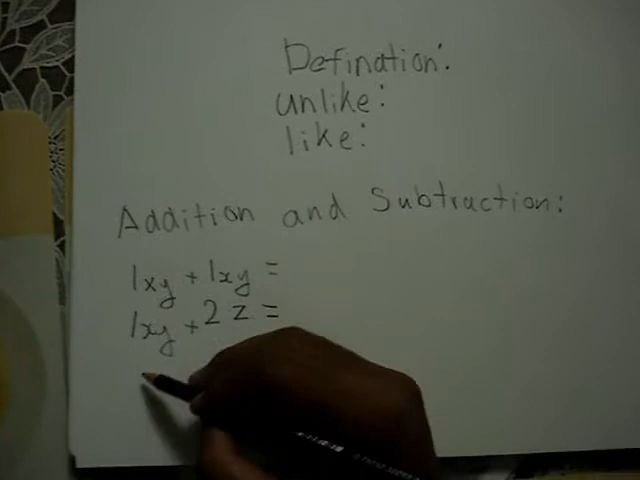 Defination:
unlike:
like:
Addition and Subtraction:
1xy + 1xy =
1xy + 2z =